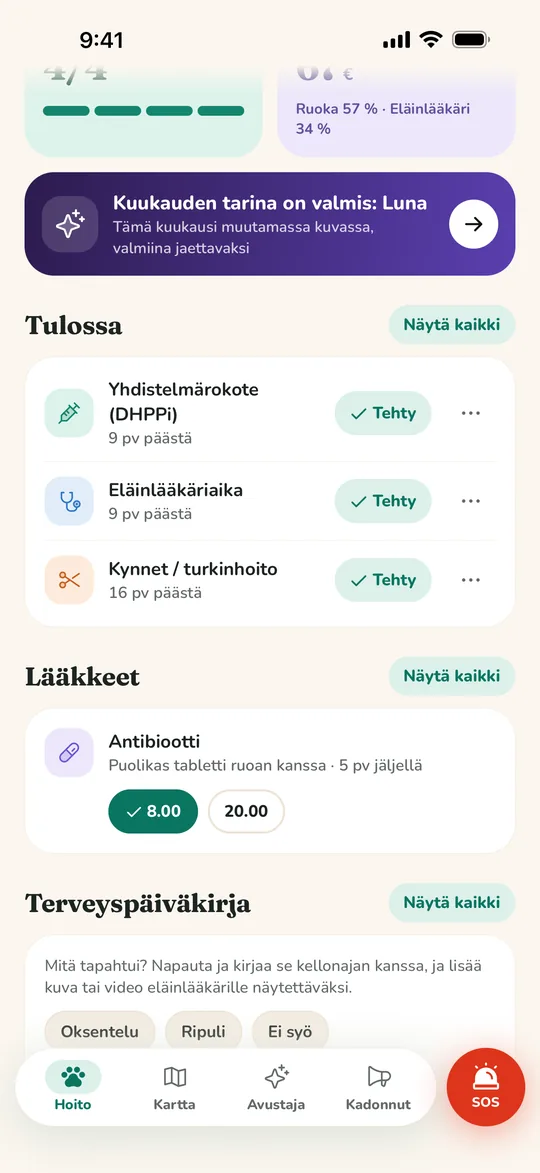 9:41
4/4
67 €
Ruoka 57 % · Eläinlääkäri
34 %
Kuukauden tarina on valmis: Luna
Tämä kuukausi muutamassa kuvassa,
valmiina jaettavaksi
Tulossa
Näytä kaikki
Yhdistelmärokote
(DHPPi)
9 pv päästä
Tehty
Eläinlääkäriaika
9 pv päästä
Tehty
Kynnet / turkinhoito
16 pv päästä
Tehty
Lääkkeet
Näytä kaikki
Antibiootti
Puolikas tabletti ruoan kanssa · 5 pv jäljellä
8.00
20.00
Terveyspäiväkirja
Näytä kaikki
Mitä tapahtui? Napauta ja kirjaa se kellonajan kanssa, ja lisää
kuva tai video eläinlääkärille näytettäväksi.
Oksentelu
Ripuli
Ei syö
Hoito
Kartta
Avustaja
Kadonnut
SOS